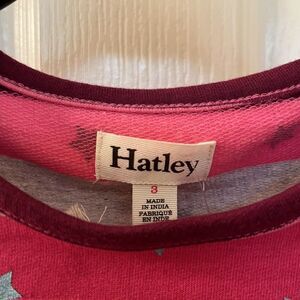 Hatley
3
MADE
IN INDIA
FABRIQUÉ
EN INDE